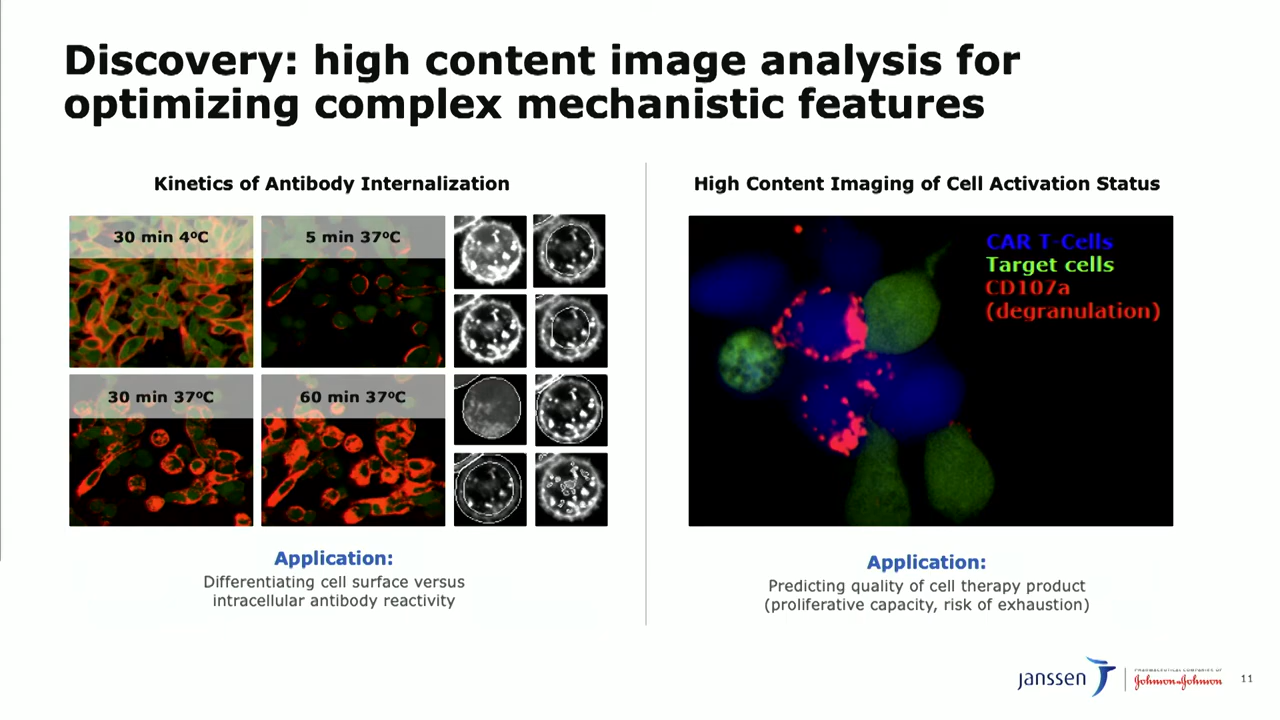 Discovery: high content image analysis for
optimizing complex mechanistic features
Kinetics of Antibody Internalization
30 min 4ºC
5 min 37ºC
30 min 37ºC
60 min 37ºC
Application:
Differentiating cell surface versus
intracellular antibody reactivity
High Content Imaging of Cell Activation Status
CAR T-Cells
Target cells
CD107a
(degranulation)
Application:
Predicting quality of cell therapy product
(proliferative capacity, risk of exhaustion)
janssen
PHARMACEUTICAL COMPANIES OF
Johnson & Johnson
11